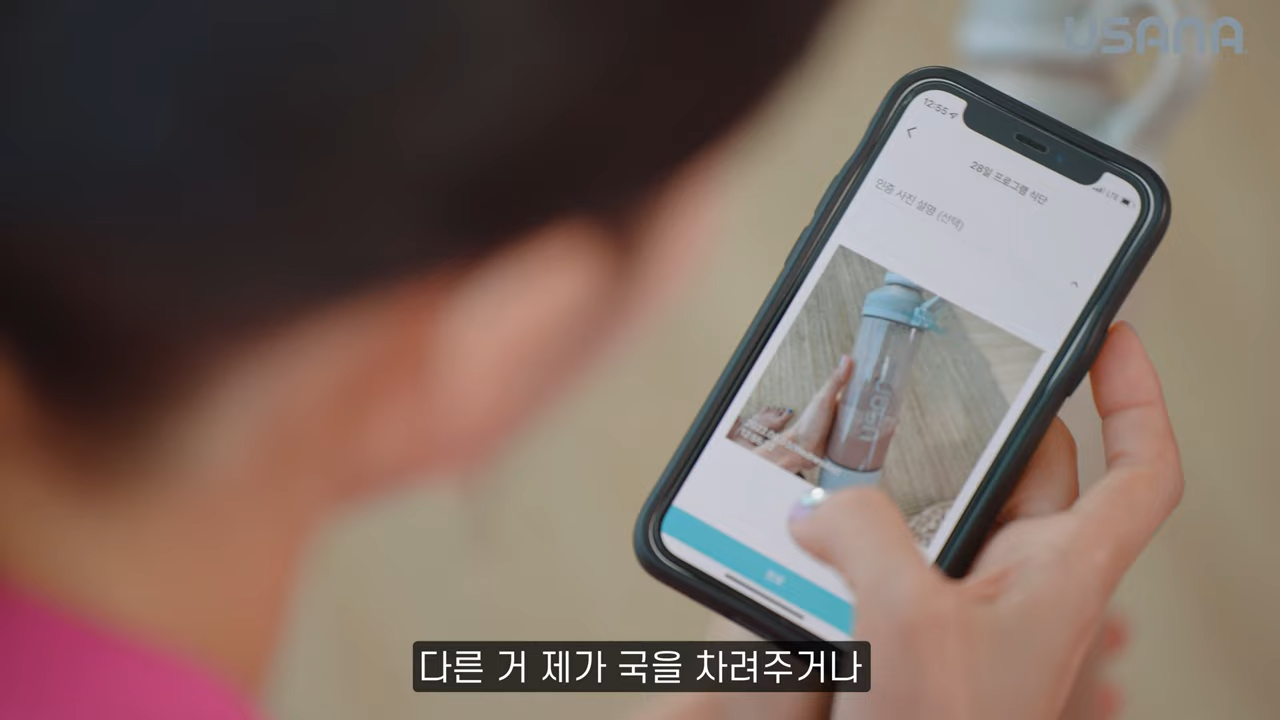 USANA
12:55
LTE
28일 프로그램 식단
인증 사진 설명 (선택)
다른 거 제가 국을 차려주거나